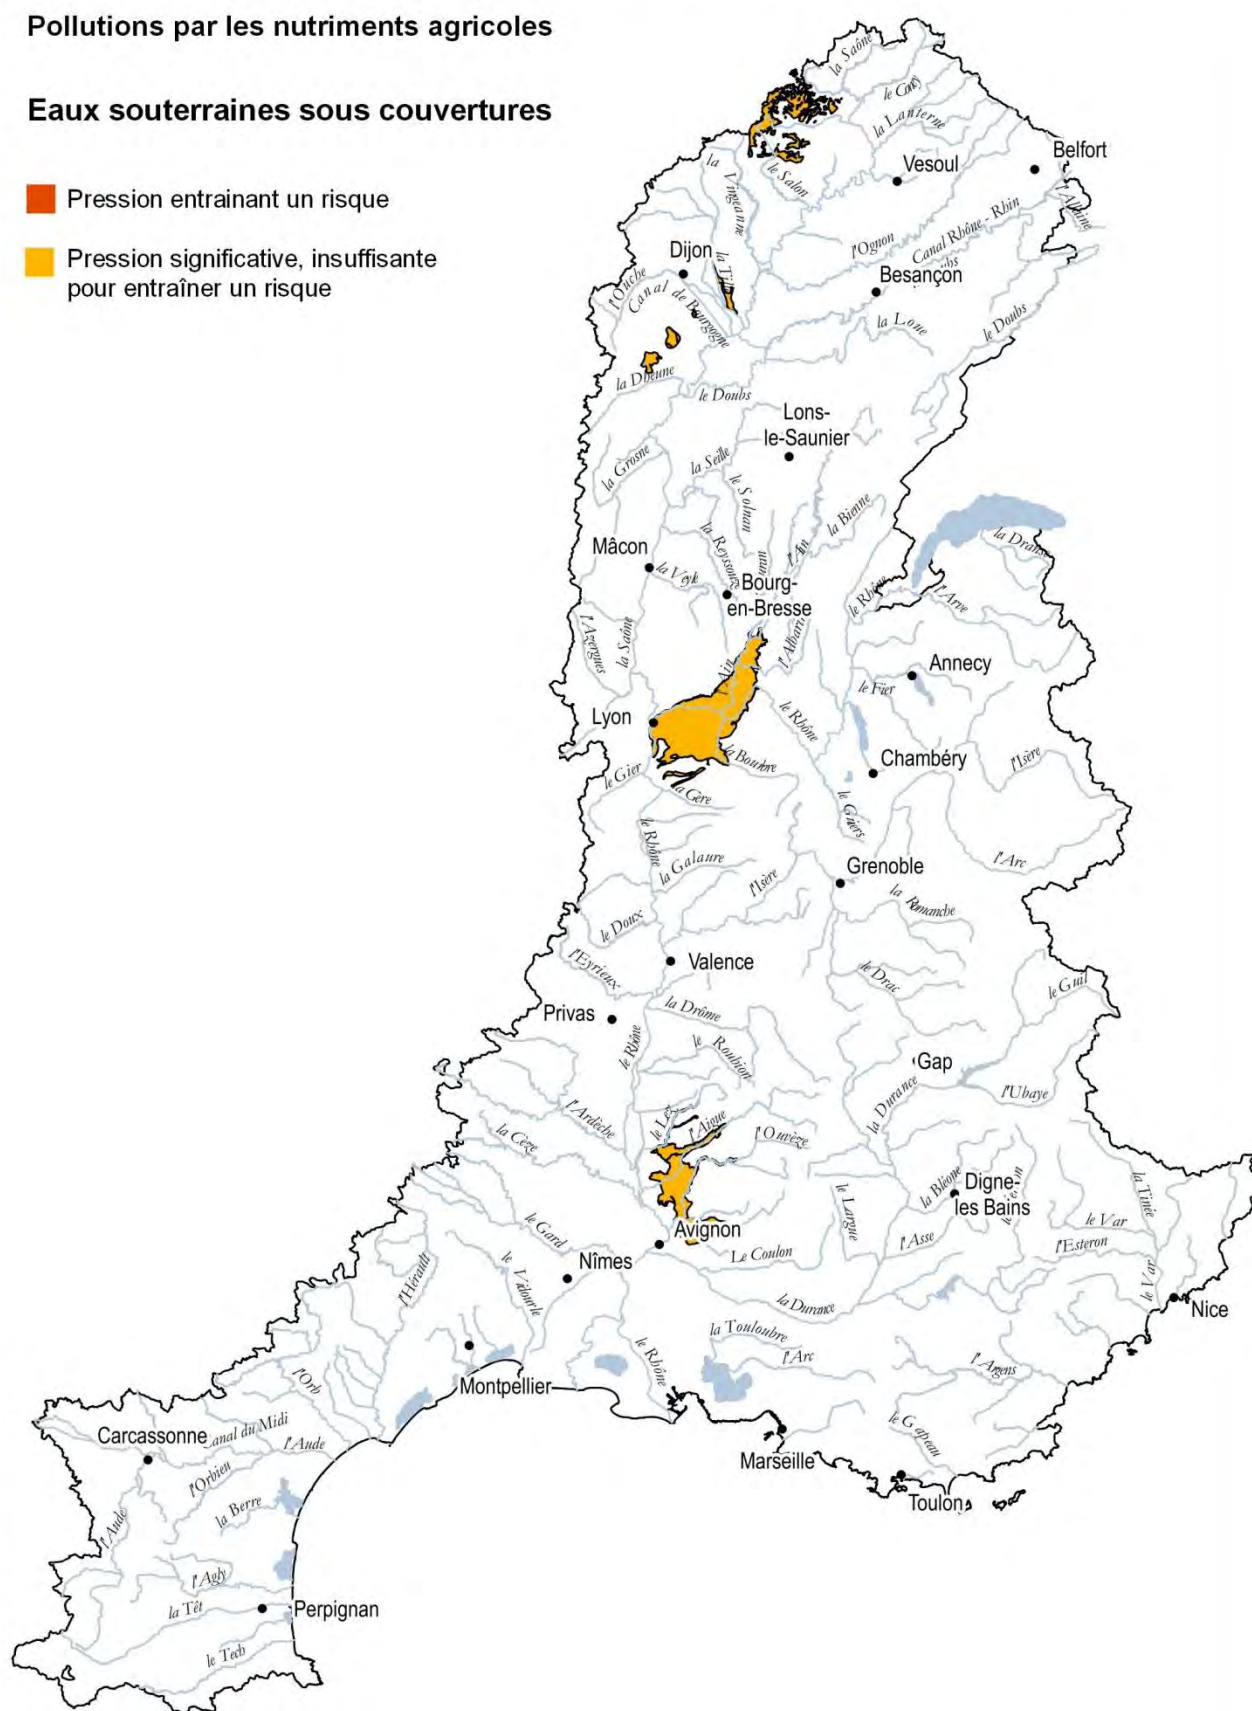 Pollutions par les nutriments agricoles
Eaux souterraines sous couvertures
Pression entrainant un risque
Pression significative, insuffisante
pour entraîner un risque
la Saône
le Coney
la Lanterne
Vesoul
Belfort
la Vingeanne
le Salon
l'Allaine
l'Ognon
Canal Rhône - Rhin
Dijon
la Tille
Besançon
l'Ouche
Canal de Bourgogne
la Loue
le Doubs
la Dheune
le Doubs
Lons-
le-Saunier
la Grosne
la Seille
le Solnan
la Bienne
l'Ain
la Reyssouze
Mâcon
la Veyle
Bourg-
en-Bresse
le Rhône
l'Arve
l'Azergues
la Saône
l'Ain
Annecy
le Fier
Lyon
le Rhône
la Bourbre
Chambéry
l'Isère
le Gier
la Gère
le Guiers
le Rhône
la Galaure
l'Isère
Grenoble
l'Arc
la Romanche
le Doux
l'Eyrieux
Valence
le Drac
le Guil
Privas
la Drôme
le Rhône
le Roubion
Gap
la Durance
l'Ubaye
l'Ardèche
le Lez
l'Aigue
l'Ouvèze
la Cèze
la Bléone
Digne-
les Bains
la Tinée
le Largue
le Gard
Avignon
l'Asse
le Var
Le Coulon
l'Esteron
Nîmes
le Vidourle
l'Hérault
la Durance
le Var
Nice
la Touloubre
le Rhône
l'Arc
l'Argens
l'Orb
Montpellier
Carcassonne
Canal du Midi
l'Aude
le Gapeau
Marseille
l'Orbieu
Toulon
la Berre
l'Aude
l'Agly
la Têt
Perpignan
le Tech